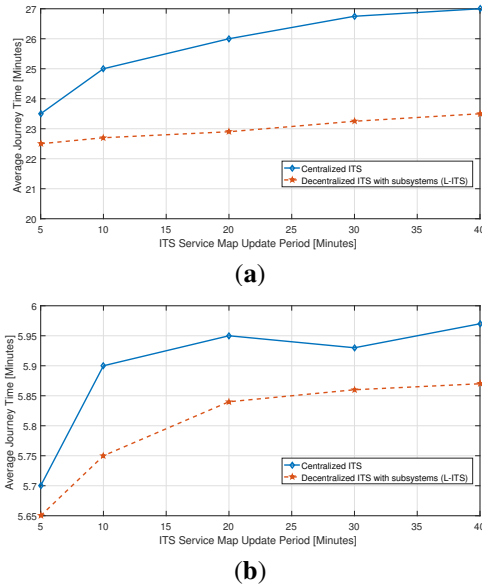 27
26
25
24
23
22
21
20
Average Journey Time [Minutes]
Centralized ITS
Decentralized ITS with subsystems (L-ITS)
5 10 15 20 25 30 35 40
ITS Service Map Update Period [Minutes]
(a)
6
5.95
5.9
5.85
5.8
5.75
5.7
5.65
Average Journey Time [Minutes]
Centralized ITS
Decentralized ITS with subsystems (L-ITS)
5 10 15 20 25 30 35 40
ITS Service Map Update Period [Minutes]
(b)